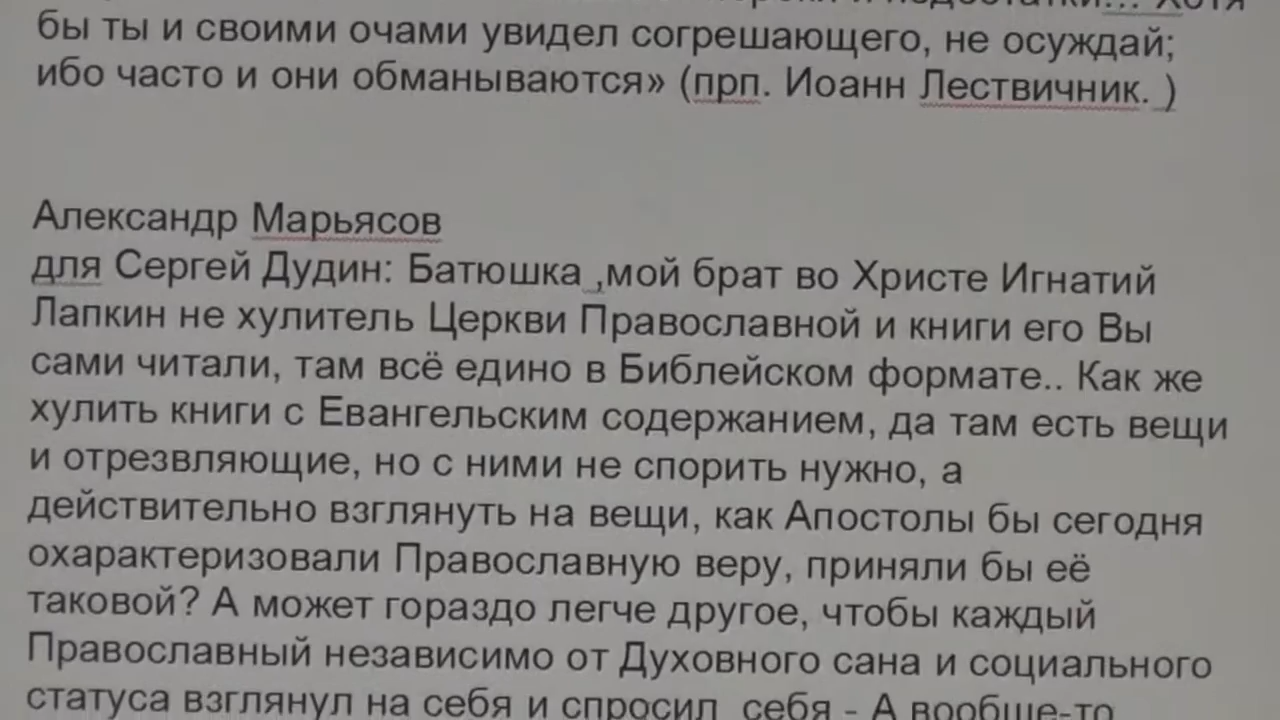 недостатки... Хотя
бы ты и своими очами увидел согрешающего, не осуждай;
ибо часто и они обманываются» (прп. Иоанн Лествичник. )
Александр Марьясов
для Сергей Дудин: Батюшка ,мой брат во Христе Игнатий
Лапкин не хулитель Церкви Православной и книги его Вы
сами читали, там всё едино в Библейском формате.. Как же
хулить книги с Евангельским содержанием, да там есть вещи
и отрезвляющие, но с ними не спорить нужно, а
действительно взглянуть на вещи, как Апостолы бы сегодня
охарактеризовали Православную веру, приняли бы её
таковой? А может гораздо легче другое, чтобы каждый
Православный независимо от Духовного сана и социального
статуса взглянул на себя и спросил себя - А вообще-то